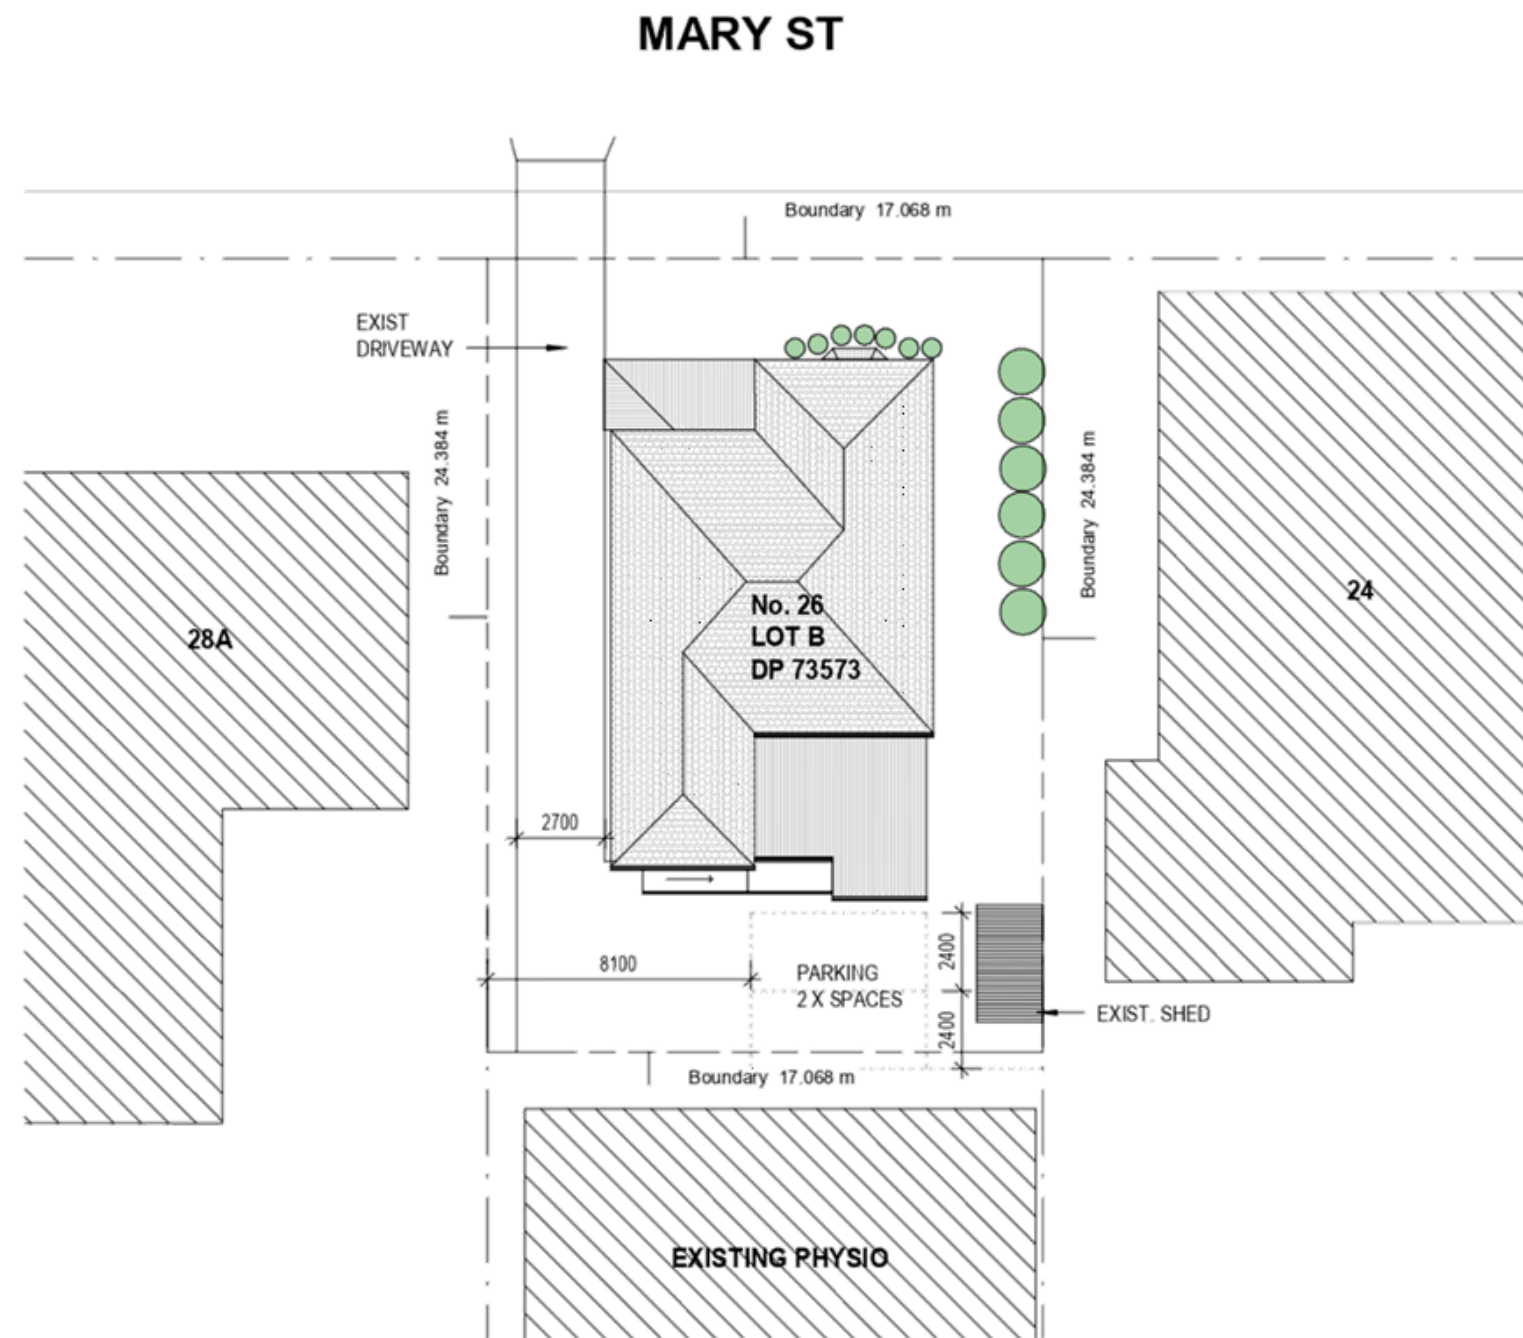 MARY ST
Boundary 17.068 m
EXIST
DRIVEWAY
Boundary 24.384 m
Boundary 24.384 m
28A
No. 26
LOT B
DP 73573
24
2700
8100
PARKING
2 X SPACES
2400
2400
EXIST. SHED
Boundary 17.068 m
EXISTING PHYSIO